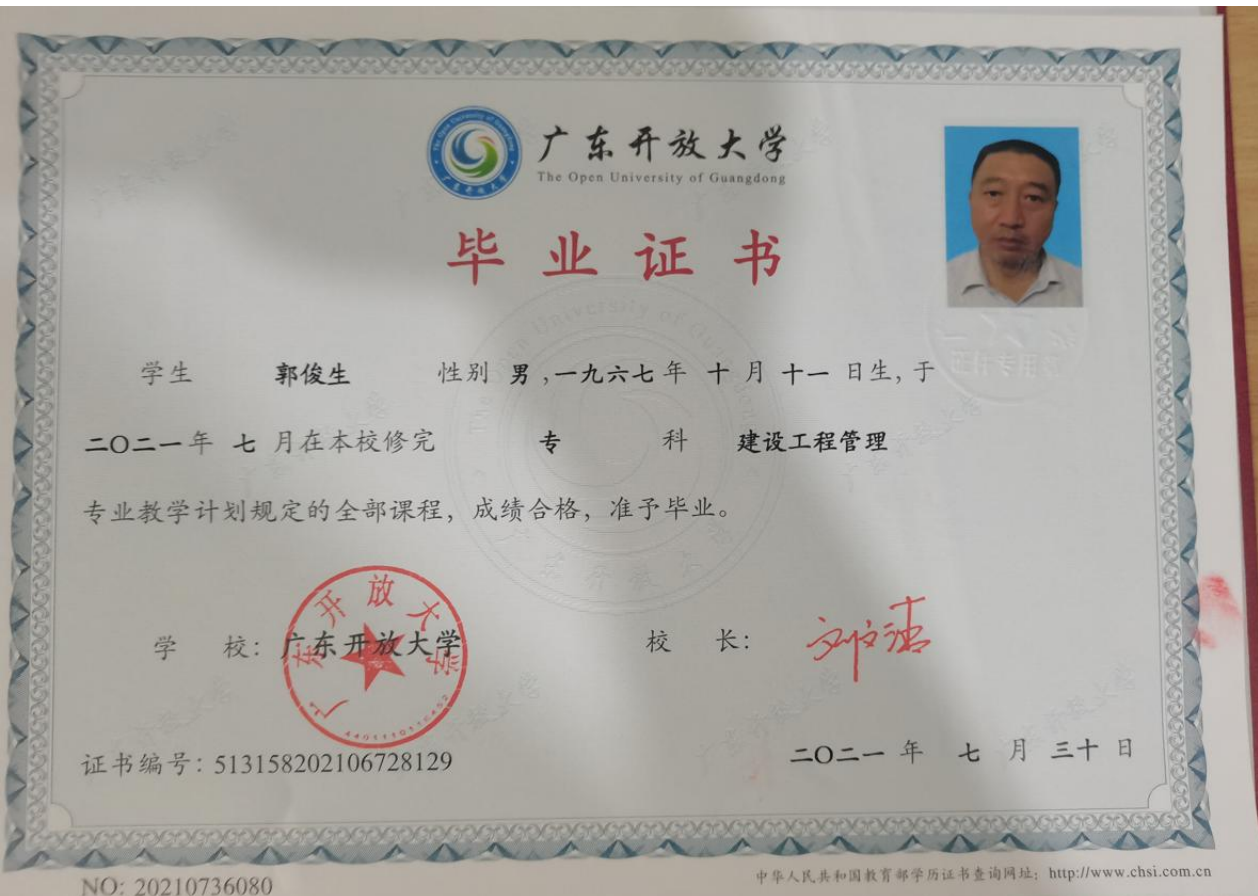 广东开放大学
The Open University of Guangdong
毕业证书
学生 郭俊生 性别 男,一九六七年 十 月 十一 日生,于
二〇二一年 七 月在本校修完 专 科 建设工程管理
专业教学计划规定的全部课程，成绩合格，准予毕业。
学 校：广东开放大学
校 长：
广东开放大学
二〇二一 年 七 月 三十 日
证书编号：513158202106728129
NO: 20210736080
中华人民共和国教育部学历证书查询网址：http://www.chsi.com.cn